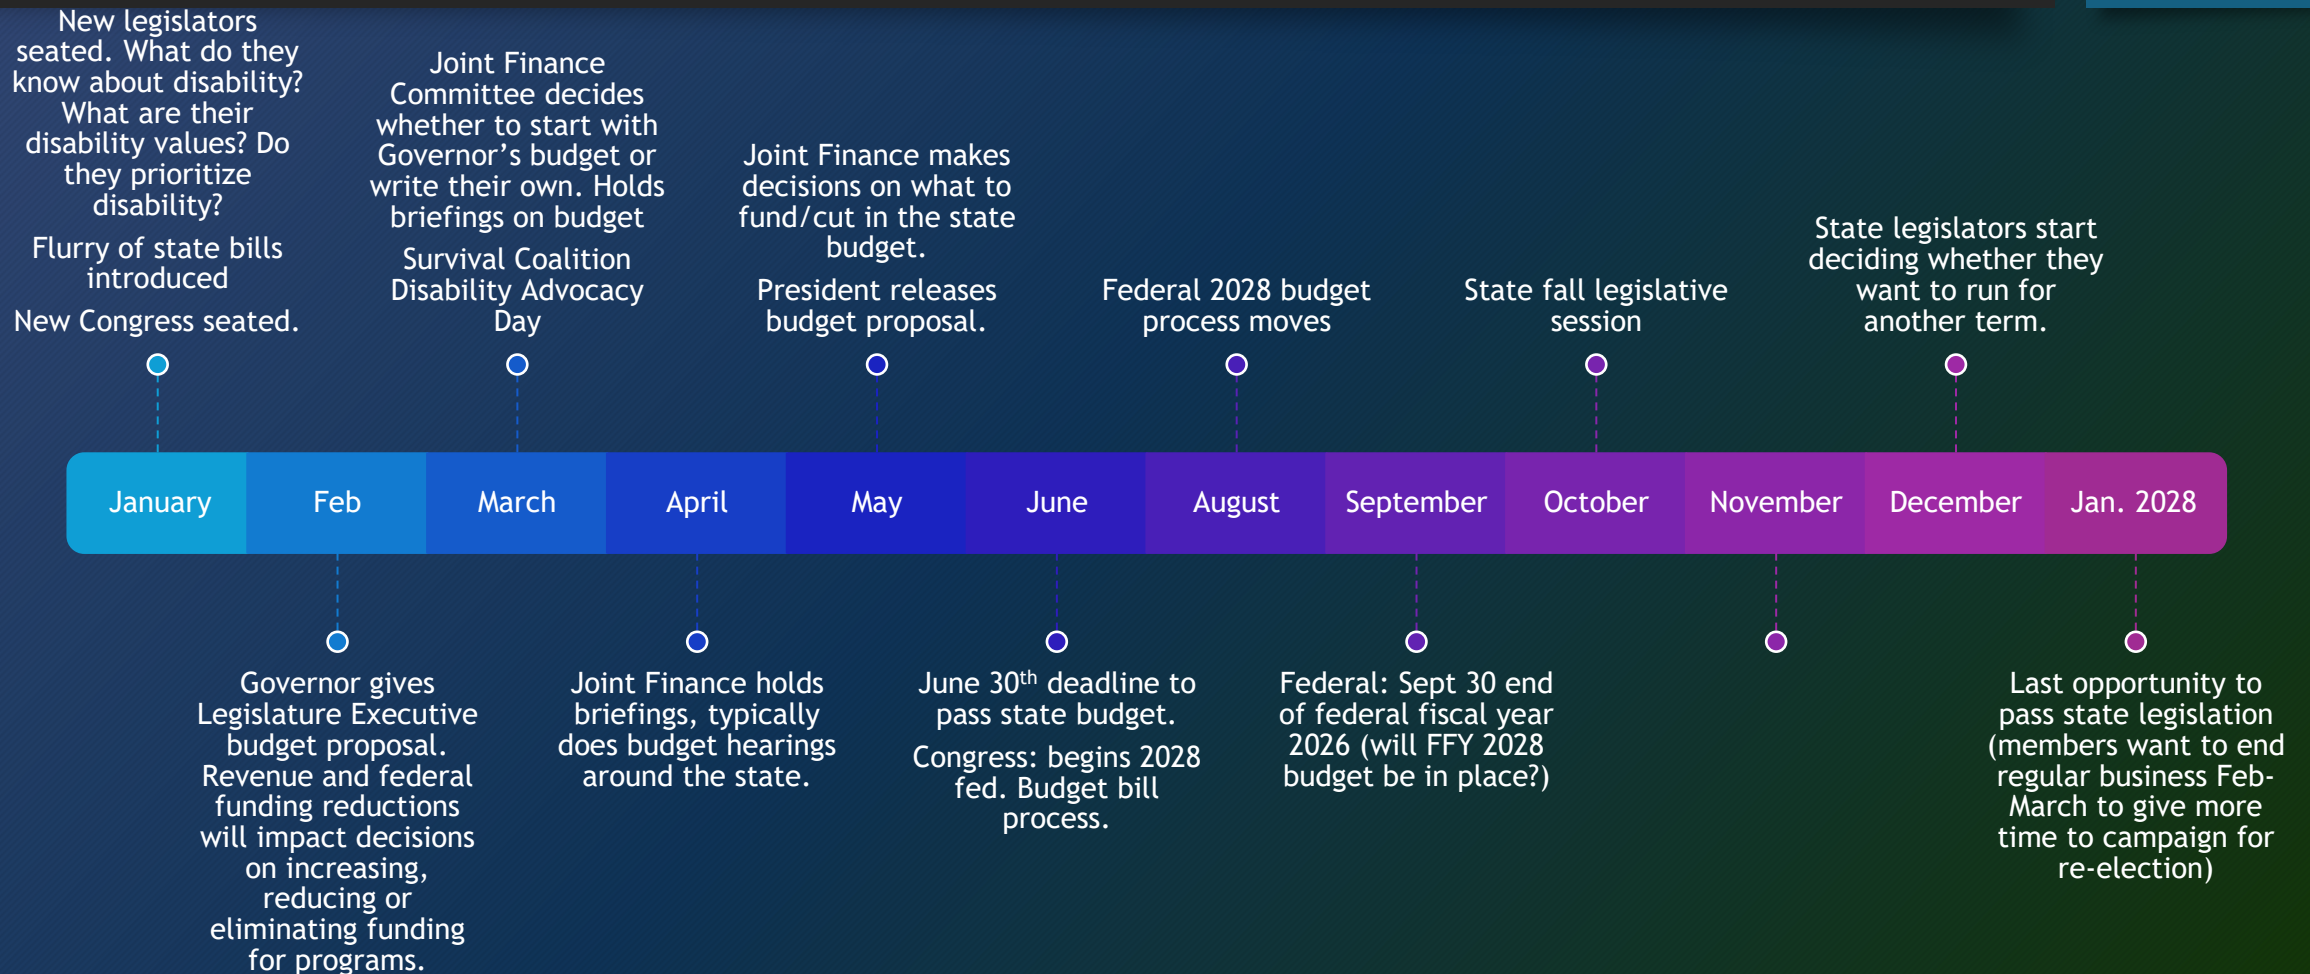 New legislators
seated. What do they
know about disability?
What are their
disability values? Do
they prioritize
disability?
Flurry of state bills
introduced
New Congress seated.
Joint Finance
Committee decides
whether to start with
Governor’s budget or
write their own. Holds
briefings on budget
Survival Coalition
Disability Advocacy
Day
Joint Finance makes
decisions on what to
fund/cut in the state
budget.
President releases
budget proposal.
Federal 2028 budget
process moves
State fall legislative
session
State legislators start
deciding whether they
want to run for
another term.
January
Feb
March
April
May
June
August
September
October
November
December
Jan. 2028
Governor gives
Legislature Executive
budget proposal.
Revenue and federal
funding reductions
will impact decisions
on increasing,
reducing or
eliminating funding
for programs.
Joint Finance holds
briefings, typically
does budget hearings
around the state.
June 30th deadline to
pass state budget.
Congress: begins 2028
fed. Budget bill
process.
Federal: Sept 30 end
of federal fiscal year
2026 (will FFY 2028
budget be in place?)
Last opportunity to
pass state legislation
(members want to end
regular business Feb-
March to give more
time to campaign for
re-election)